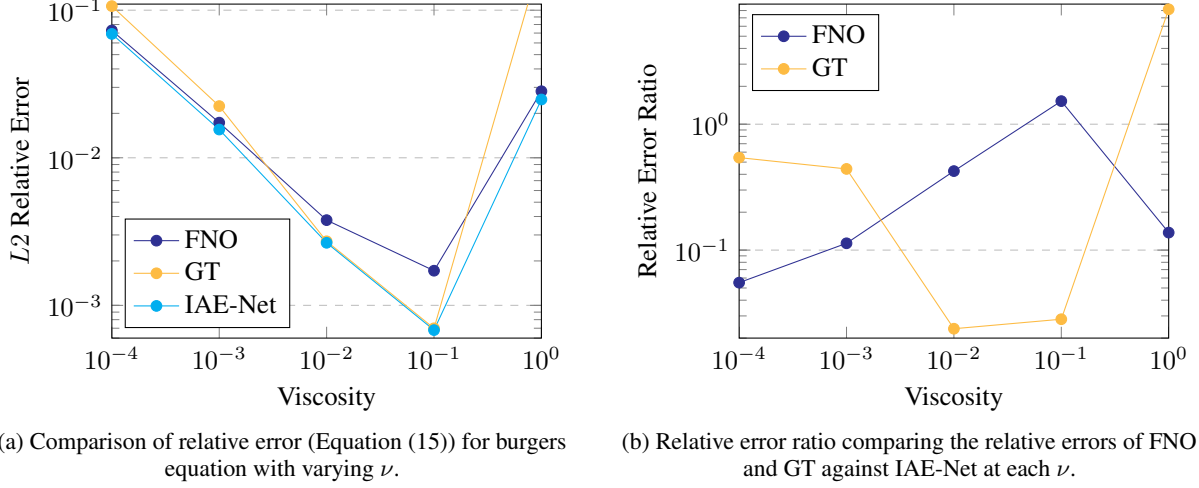 10^−1
10^−2
10^−3
L2 Relative Error
FNO
GT
IAE-Net
10^−4 10^−3 10^−2 10^−1 10^0
Viscosity
(a) Comparison of relative error (Equation (15)) for burgers
equation with varying ν.
10^0
10^−1
Relative Error Ratio
FNO
GT
10^−4 10^−3 10^−2 10^−1 10^0
Viscosity
(b) Relative error ratio comparing the relative errors of FNO
and GT against IAE-Net at each ν.